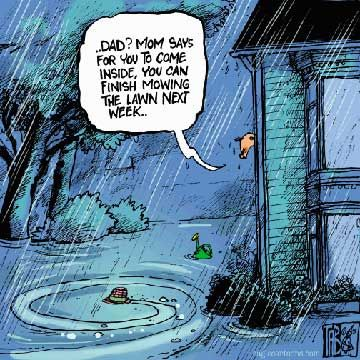 ..DAD? MOM SAYS
FOR YOU TO COME
INSIDE, YOU CAN
FINISH MOWING
THE LAWN NEXT
WEEK...